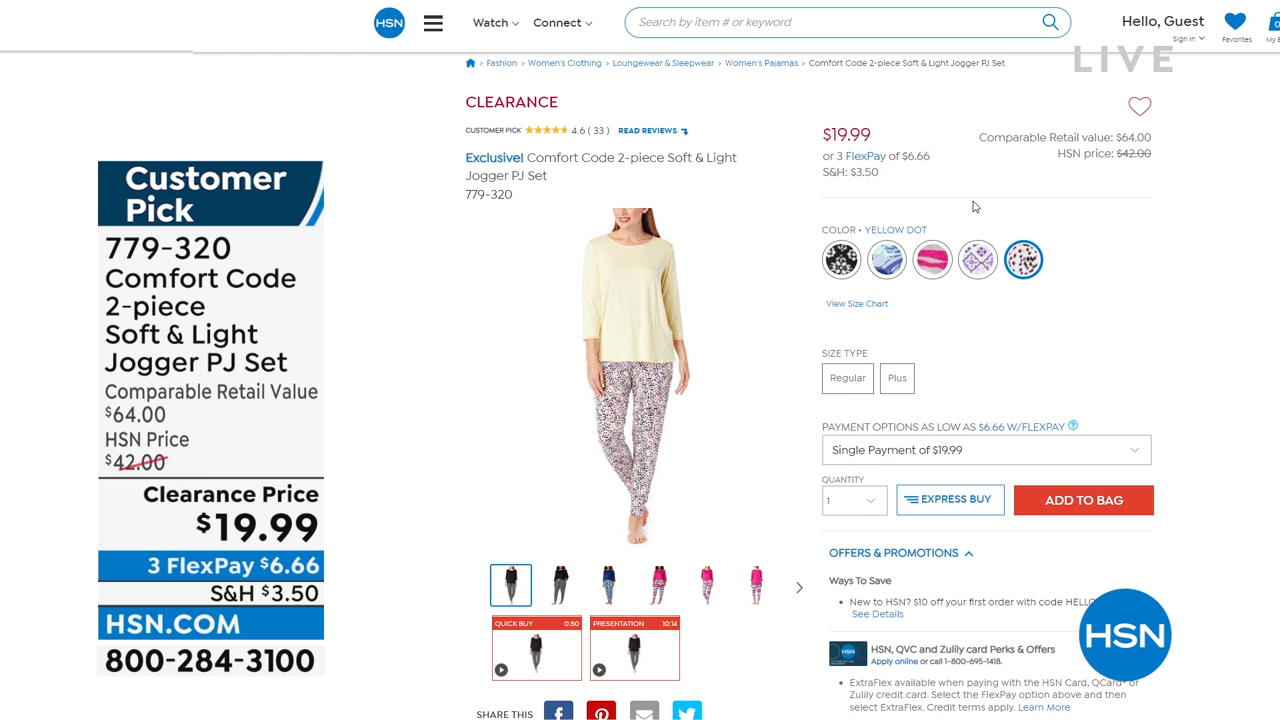 HSN
Watch
Connect
Search by item # or keyword
Hello, Guest
Sign In
Favorites
0
LIVE
> Fashion > Women's Clothing > Loungewear & Sleepwear > Women's Pajamas > Comfort Code 2-piece Soft & Light Jogger PJ Set
Customer
Pick
779-320
Comfort Code
2-piece
Soft & Light
Jogger PJ Set
Comparable Retail Value
$64.00
HSN Price
$42.00
Clearance Price
$19.99
3 FlexPay $6.66
S&H $3.50
HSN.COM
800-284-3100
CLEARANCE
CUSTOMER PICK 4.6 ( 33 ) READ REVIEWS
Exclusive! Comfort Code 2-piece Soft & Light
Jogger PJ Set
779-320
QUICK BUY 0:50
PRESENTATION 10:14
SHARE THIS
$19.99
or 3 FlexPay of $6.66
S&H: $3.50
Comparable Retail value: $64.00
HSN price: $42.00
COLOR • YELLOW DOT
View Size Chart
SIZE TYPE
Regular
Plus
PAYMENT OPTIONS AS LOW AS $6.66 W/FLEXPAY ?
Single Payment of $19.99
QUANTITY
1
EXPRESS BUY
ADD TO BAG
OFFERS & PROMOTIONS
Ways To Save
• New to HSN? $10 off your first order with code
See Details
HSN, QVC and Zulily card Perks & Offers
Apply online or call 1-800-695-1418.
• ExtraFlex available when paying with the HSN Card, QCard® or
Zulily credit card. Select the FlexPay option above and then
select ExtraFlex. Credit terms apply. Learn More
HSN